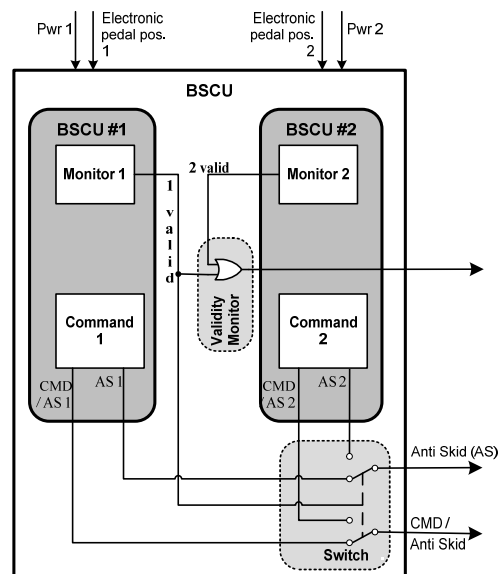 Pwr 1
Electronic
pedal pos.
1
Electronic
pedal pos.
2
Pwr 2
BSCU
BSCU #1
BSCU #2
Monitor 1
1 valid
2 valid
Monitor 2
Validity
Monitor
Command
1
Command
2
CMD
/ AS 1
AS 1
CMD
/AS 2
AS 2
Anti Skid (AS)
CMD /
Anti Skid
Switch